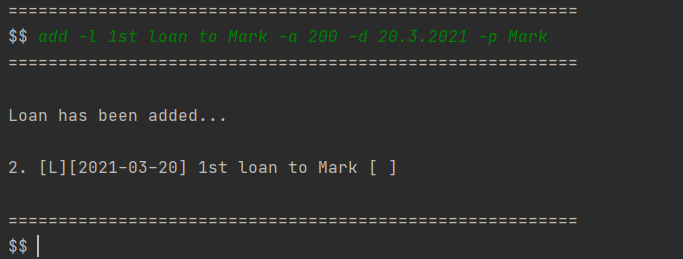 =========================================================
$$ add -l 1st loan to Mark -a 200 -d 20.3.2021 -p Mark
=========================================================
Loan has been added...
2. [L][2021-03-20] 1st loan to Mark [ ]
=========================================================
$$